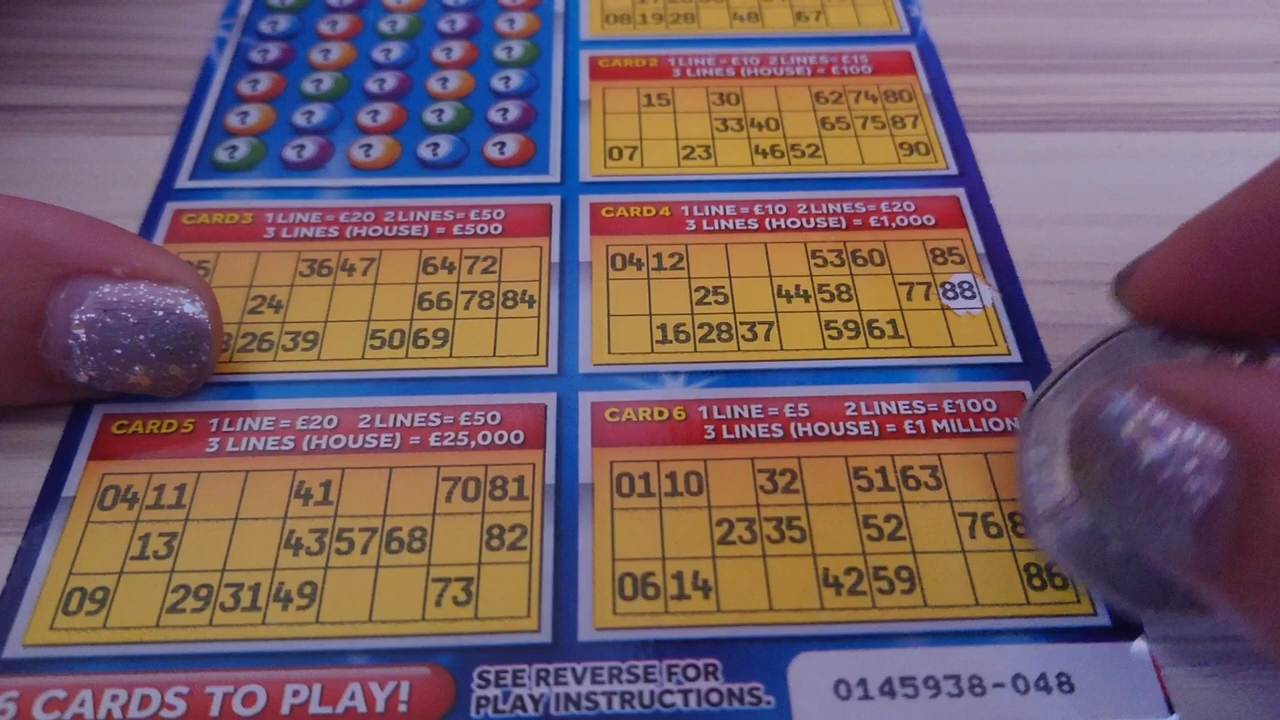 08 19 28 48 67
CARD 2 1 LINE = £10 2 LINES = £15
3 LINES (HOUSE) = £100
15 30 62 74 80
33 40 65 75 87
07 23 46 52 90
CARD 3 1 LINE = £20 2 LINES = £50
3 LINES (HOUSE) = £500
36 47 64 72
24 66 78 84
26 39 50 69
CARD 4 1 LINE = £10 2 LINES = £20
3 LINES (HOUSE) = £1,000
04 12 53 60 85
25 44 58 77 88
16 28 37 59 61
CARD 5 1 LINE = £20 2 LINES = £50
3 LINES (HOUSE) = £25,000
04 11 41 70 81
13 43 57 68 82
09 29 31 49 73
CARD 6 1 LINE = £5 2 LINES = £100
3 LINES (HOUSE) = £1 MILLION
01 10 32 51 63
23 35 52 76
06 14 42 59 86
6 CARDS TO PLAY!
SEE REVERSE FOR
PLAY INSTRUCTIONS.
0145938-048